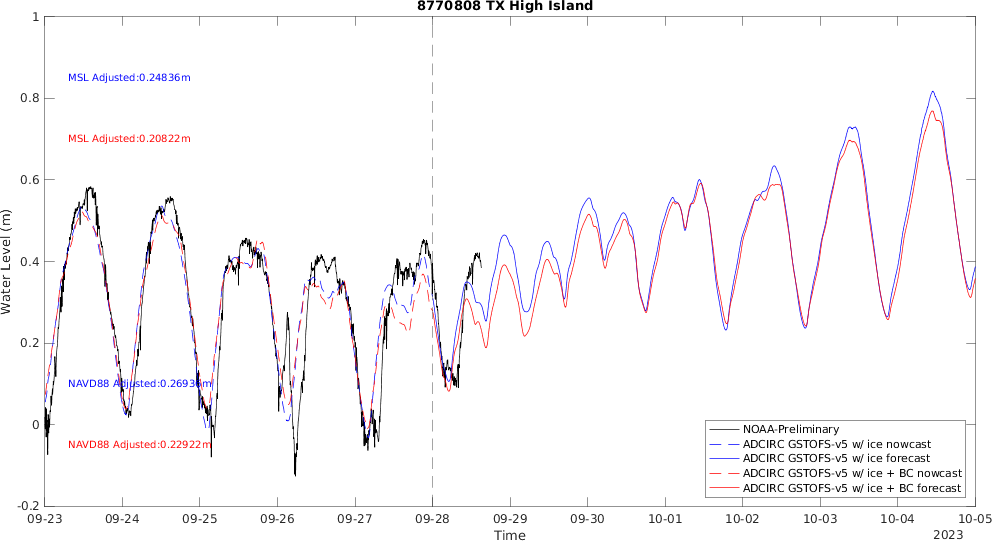 8770808 TX High Island
1
0.8
0.6
0.4
0.2
0
-0.2
Water Level (m)
MSL Adjusted:0.24836m
MSL Adjusted:0.20822m
NAVD88 Adjusted:0.26936m
NAVD88 Adjusted:0.22922m
NOAA-Preliminary
ADCIRC GSTOFS-v5 w/ ice nowcast
ADCIRC GSTOFS-v5 w/ ice forecast
ADCIRC GSTOFS-v5 w/ ice + BC nowcast
ADCIRC GSTOFS-v5 w/ ice + BC forecast
09-23 09-24 09-25 09-26 09-27 09-28 09-29 09-30 10-01 10-02 10-03 10-04 10-05
Time
2023